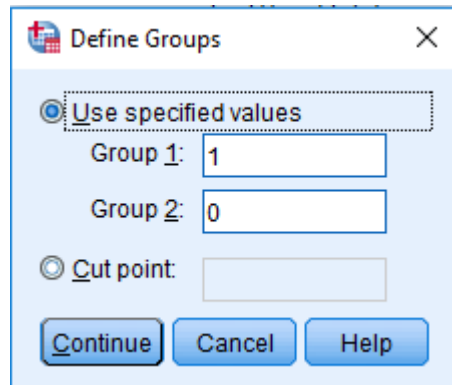 Define Groups
Use specified values
Group 1: 1
Group 2: 0
Cut point:
Continue Cancel Help